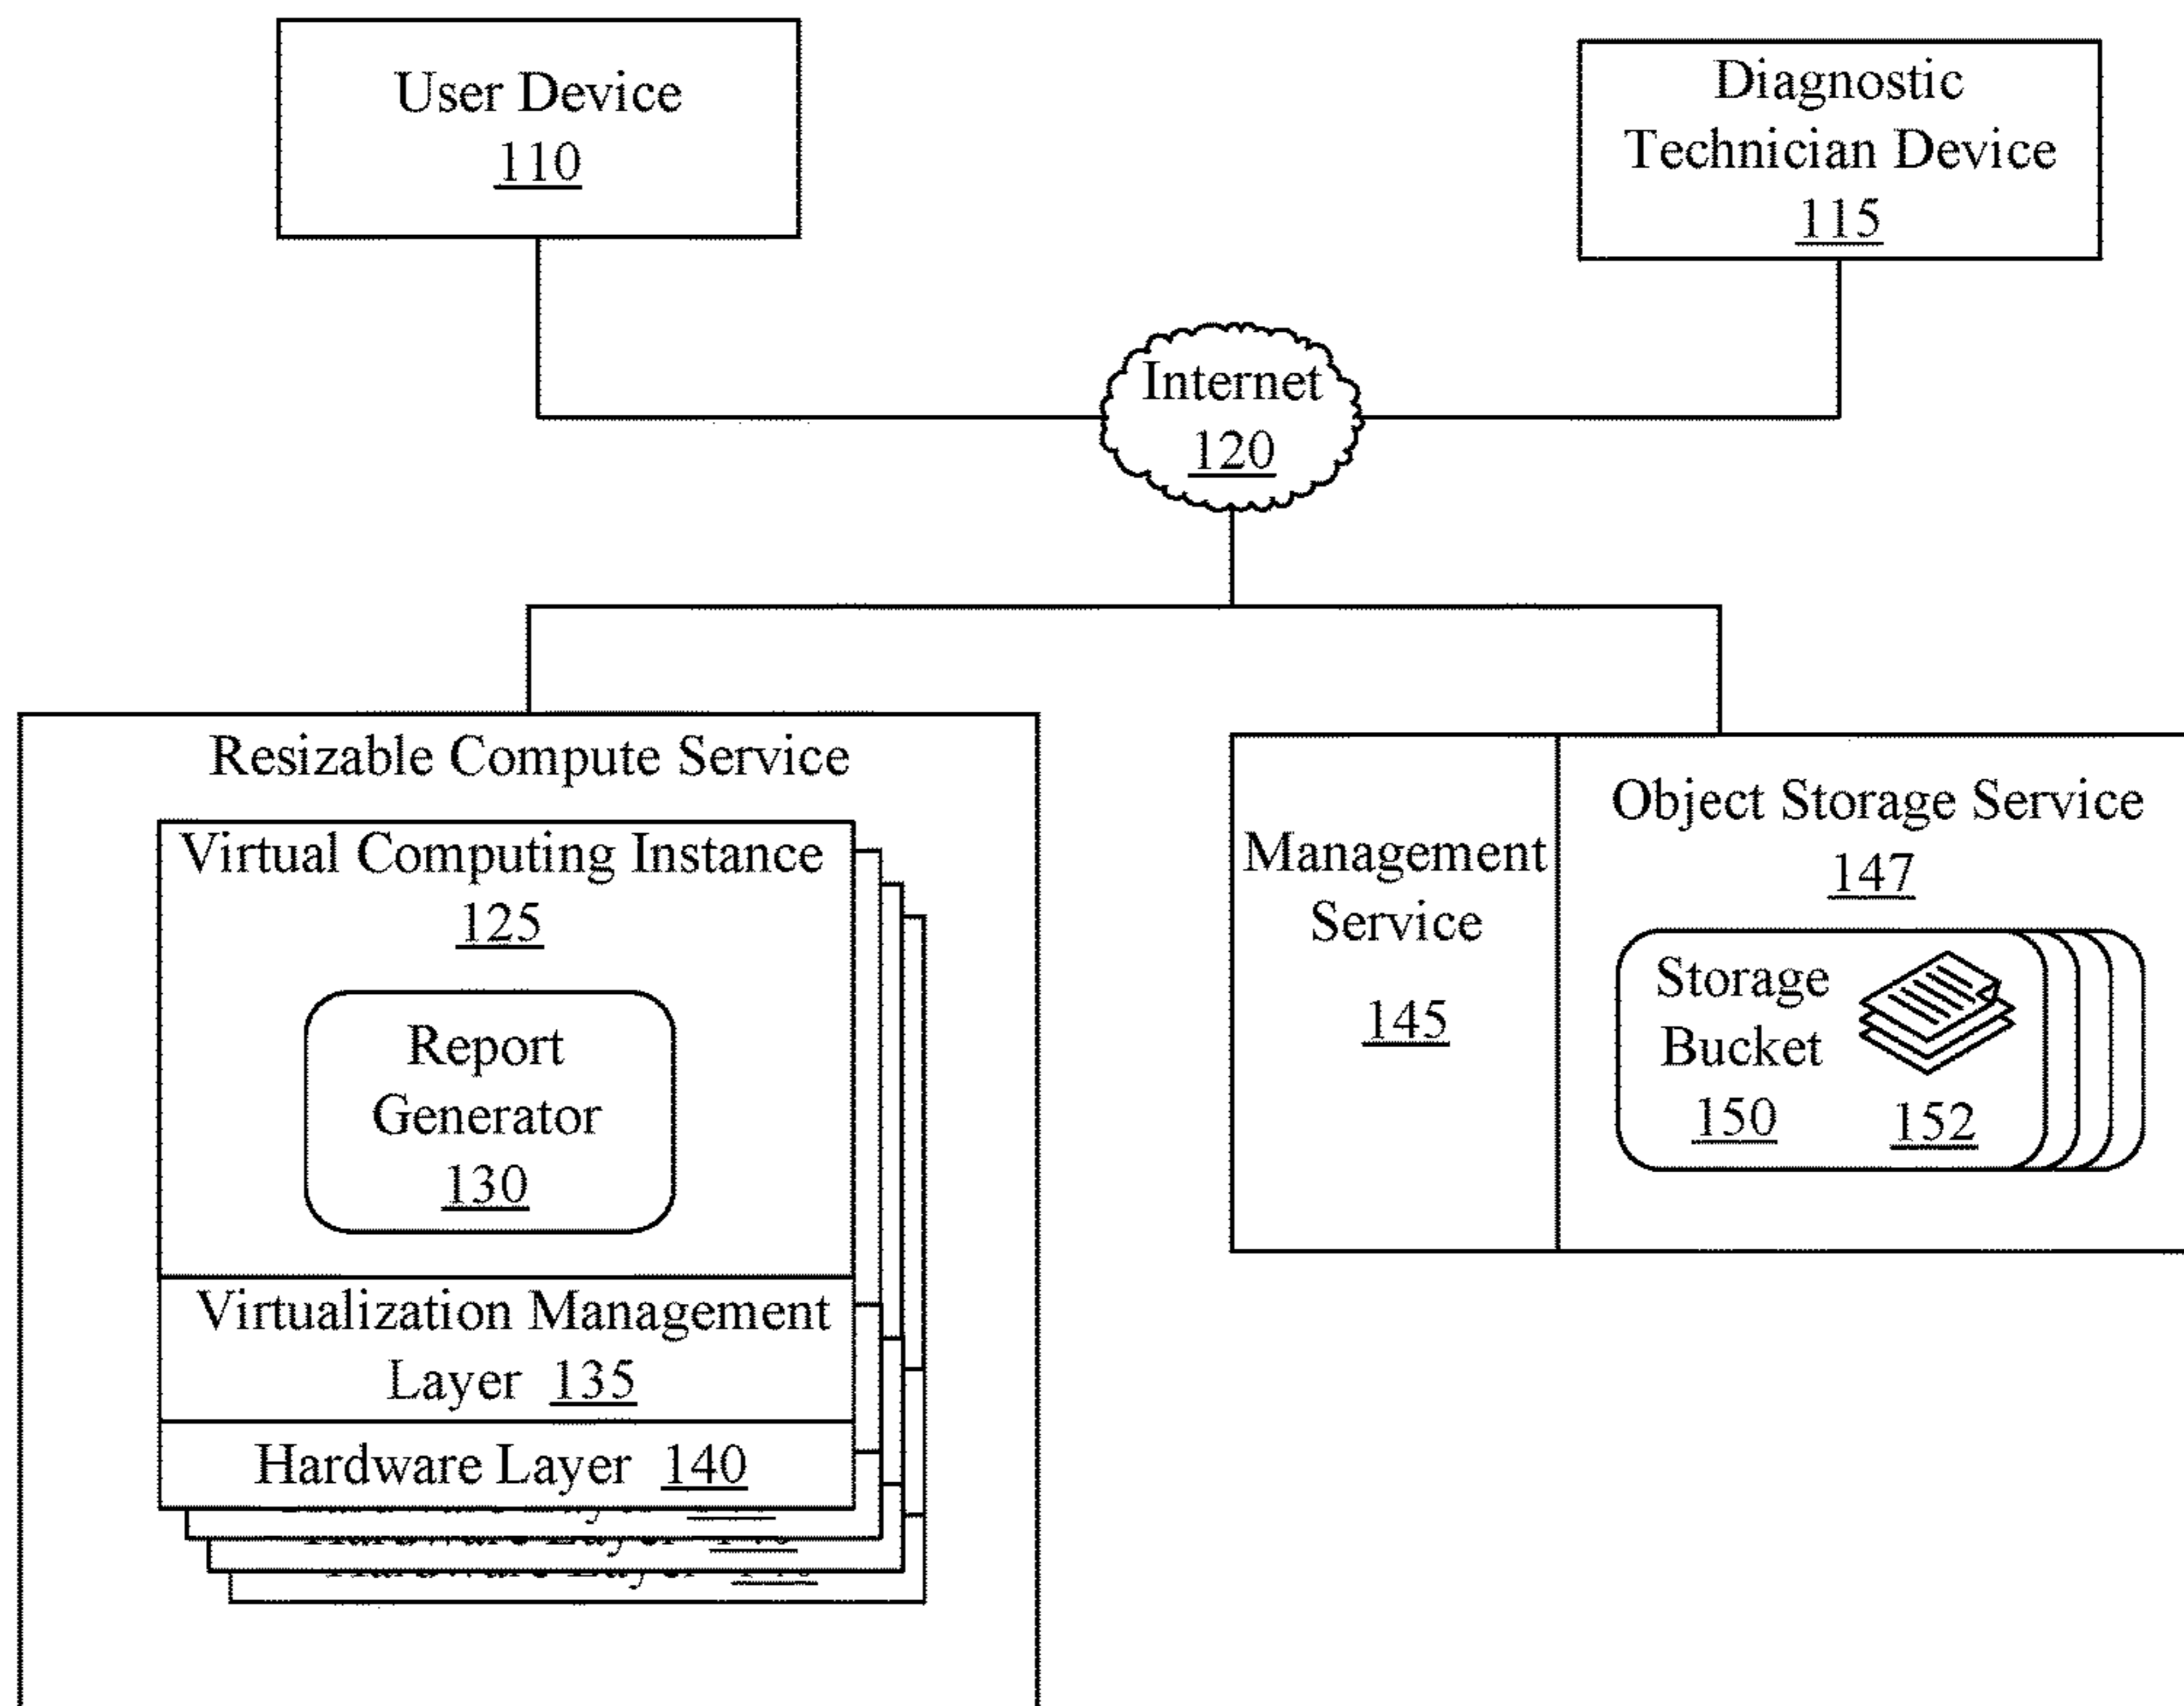 User Device
110
Diagnostic
Technician Device
115
Internet
120
Resizable Compute Service
Virtual Computing Instance
125
Report
Generator
130
Virtualization Management
Layer 135
Hardware Layer 140
Management
Service
145
Object Storage Service
147
Storage
Bucket
150
152